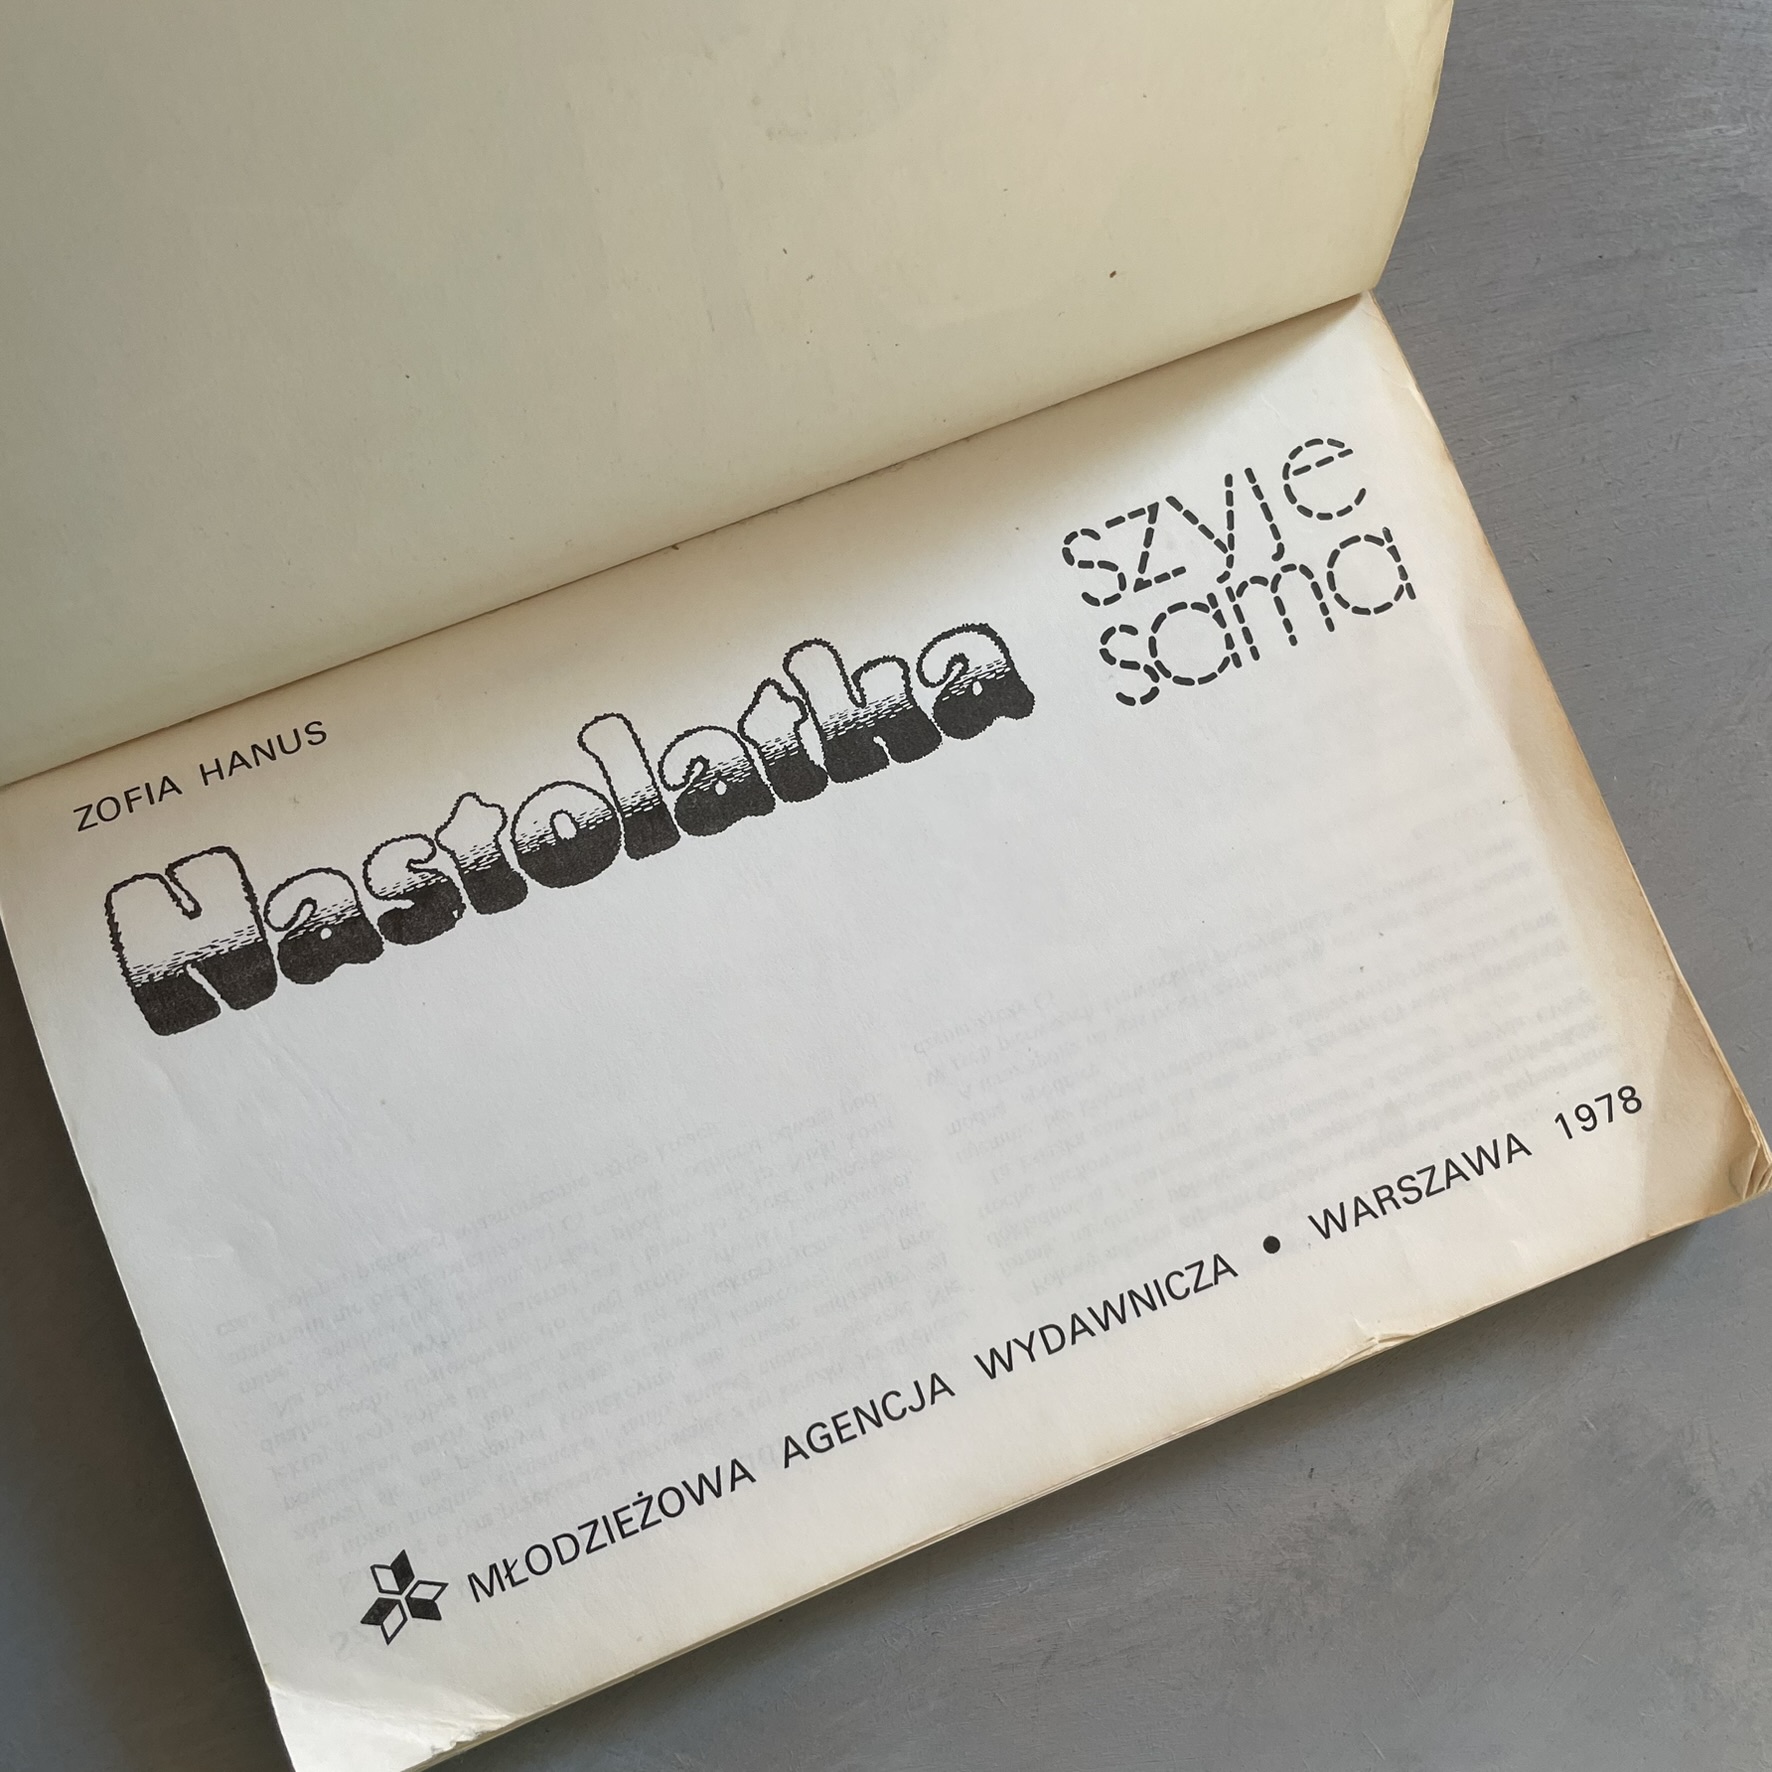 ZOFIA HANUS
Nastolatka
szyje
sama
MŁODZIEŻOWA AGENCJA WYDAWNICZA • WARSZAWA 1978